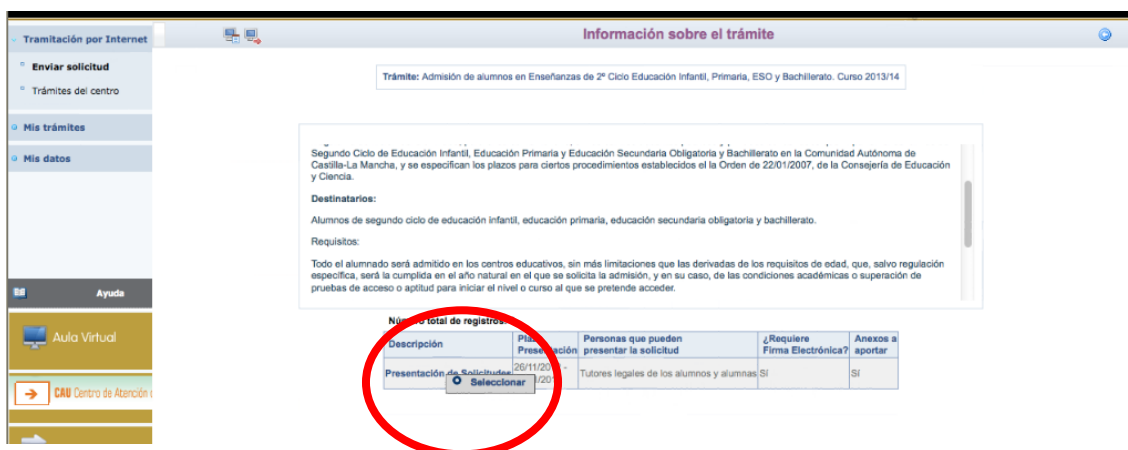 Tramitación por Internet
Enviar solicitud
Trámites del centro
Mis trámites
Mis datos
Ayuda
Aula Virtual
CAU Centro de Atención
Información sobre el trámite
Trámite: Admisión de alumnos en Enseñanzas de 2º Ciclo Educación Infantil, Primaria, ESO y Bachillerato. Curso 2013/14
Segundo Ciclo de Educación Infantil, Educación Primaria y Educación Secundaria Obligatoria y Bachillerato en la Comunidad Autónoma de
Castilla-La Mancha, y se especifican los plazos para ciertos procedimientos establecidos el la Orden de 22/01/2007, de la Consejería de Educación
y Ciencia.
Destinatarios:
Alumnos de segundo ciclo de educación infantil, educación primaria, educación secundaria obligatoria y bachillerato.
Requisitos:
Todo el alumnado será admitido en los centros educativos, sin más limitaciones que las derivadas de los requisitos de edad, que, salvo regulación
específica, será la cumplida en el año natural en el que se solicita la admisión, y en su caso, de las condiciones académicas o superación de
pruebas de acceso o aptitud para iniciar el nivel o curso al que se pretende acceder.
Número total de registros:
Descripción
Presentación
Personas que pueden
presentar la solicitud
¿Requiere
Firma Electrónica?
Anexos a
aportar
Presentación de Solicitudes
Seleccionar
Tutores legales de los alumnos y alumnas
Sí
Sí